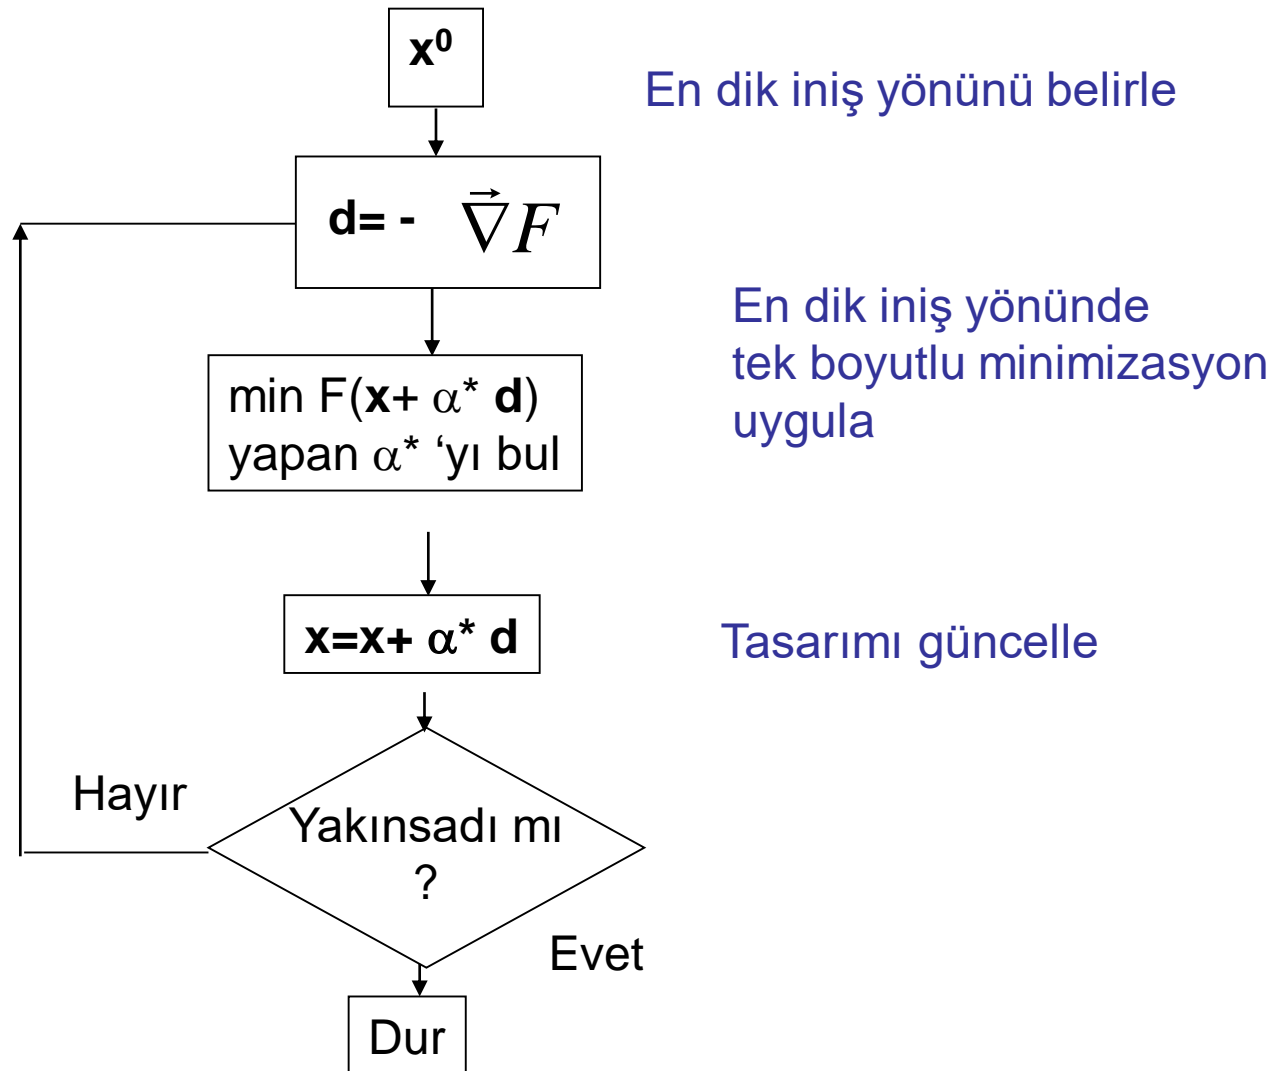 x⁰
En dik iniş yönünü belirle
d= - ∇⃗F
En dik iniş yönünde
tek boyutlu minimizasyon
uygula
min F(x+ α* d)
yapan α* ‘yı bul
x=x+ α* d
Tasarımı güncelle
Hayır
Yakınsadı mı
?
Evet
Dur